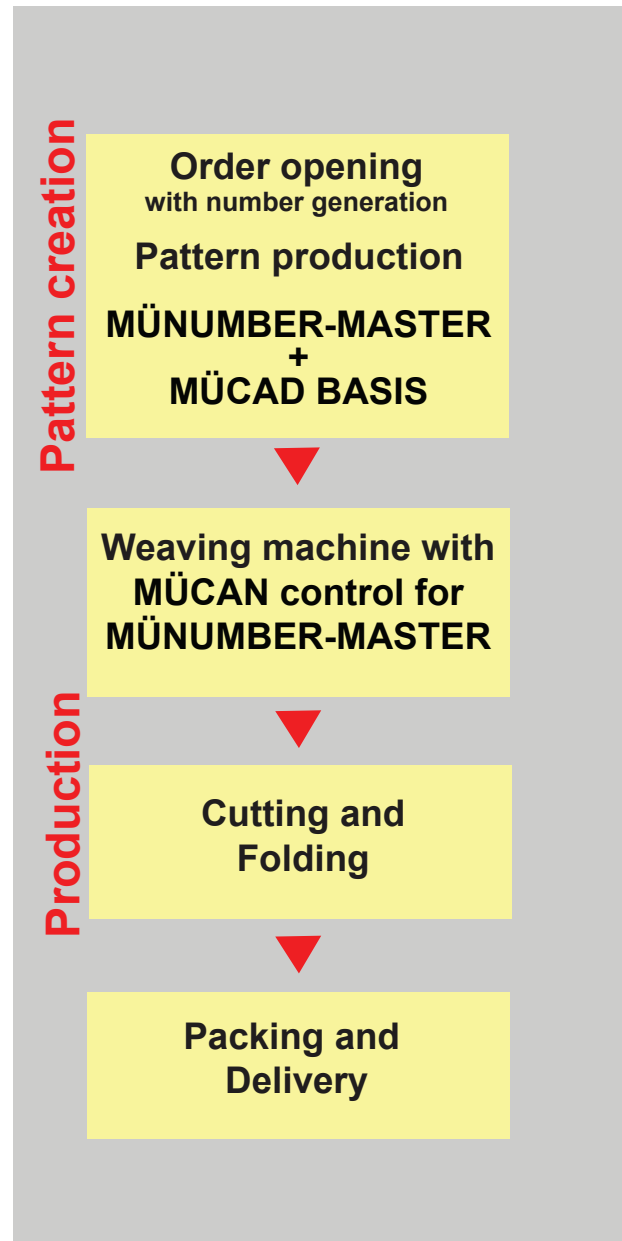 Pattern creation
Order opening
with number generation
Pattern production
MÜNUMBER-MASTER
+
MÜCAD BASIS
Weaving machine with
MÜCAN control for
MÜNUMBER-MASTER
Production
Cutting and
Folding
Packing and
Delivery